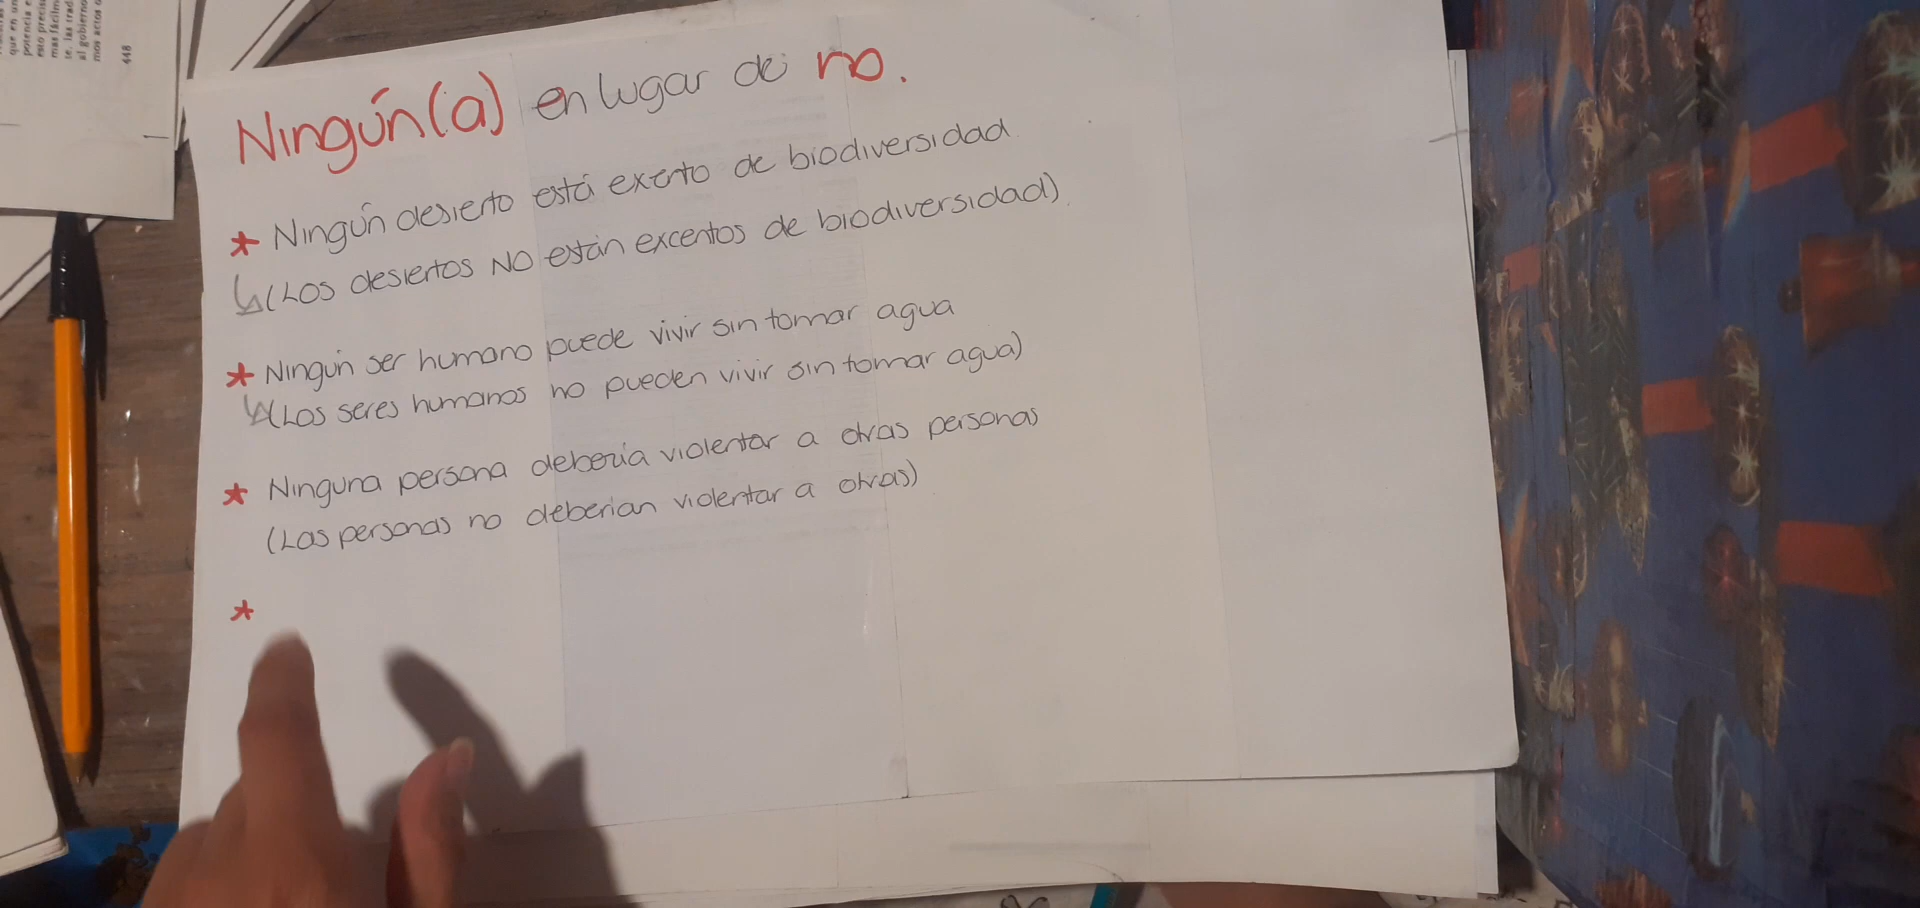 Ningún(a) en lugar de no.
* Ningún desierto está exento de biodiversidad
(Los desiertos NO están excentos de biodiversidad).
* Ningún ser humano puede vivir sin tomar agua
(Los seres humanos no pueden vivir sin tomar agua)
* Ninguna persona debería violentar a otras personas
(Las personas no deberian violentar a otras)
*
448